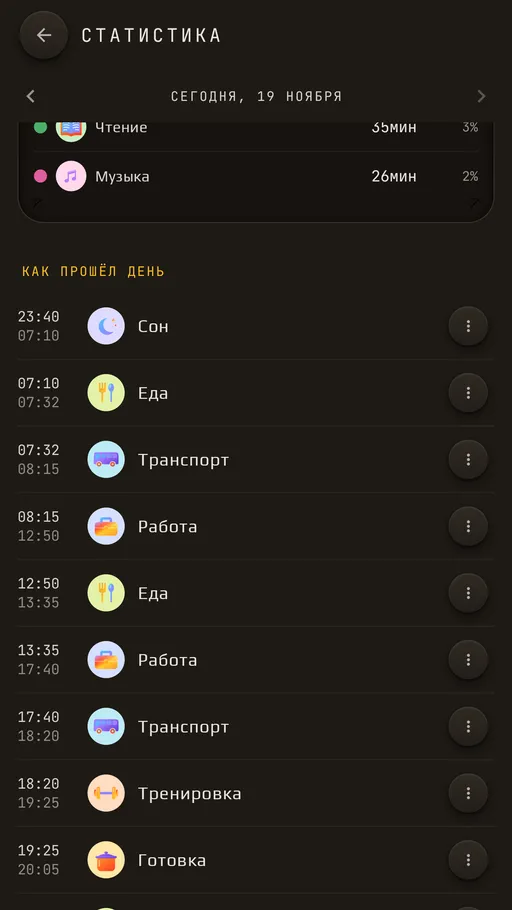 СТАТИСТИКА
СЕГОДНЯ, 19 НОЯБРЯ
Чтение 35мин 3%
Музыка 26мин 2%
КАК ПРОШЁЛ ДЕНЬ
23:40
07:10
Сон
07:10
07:32
Еда
07:32
08:15
Транспорт
08:15
12:50
Работа
12:50
13:35
Еда
13:35
17:40
Работа
17:40
18:20
Транспорт
18:20
19:25
Тренировка
19:25
20:05
Готовка